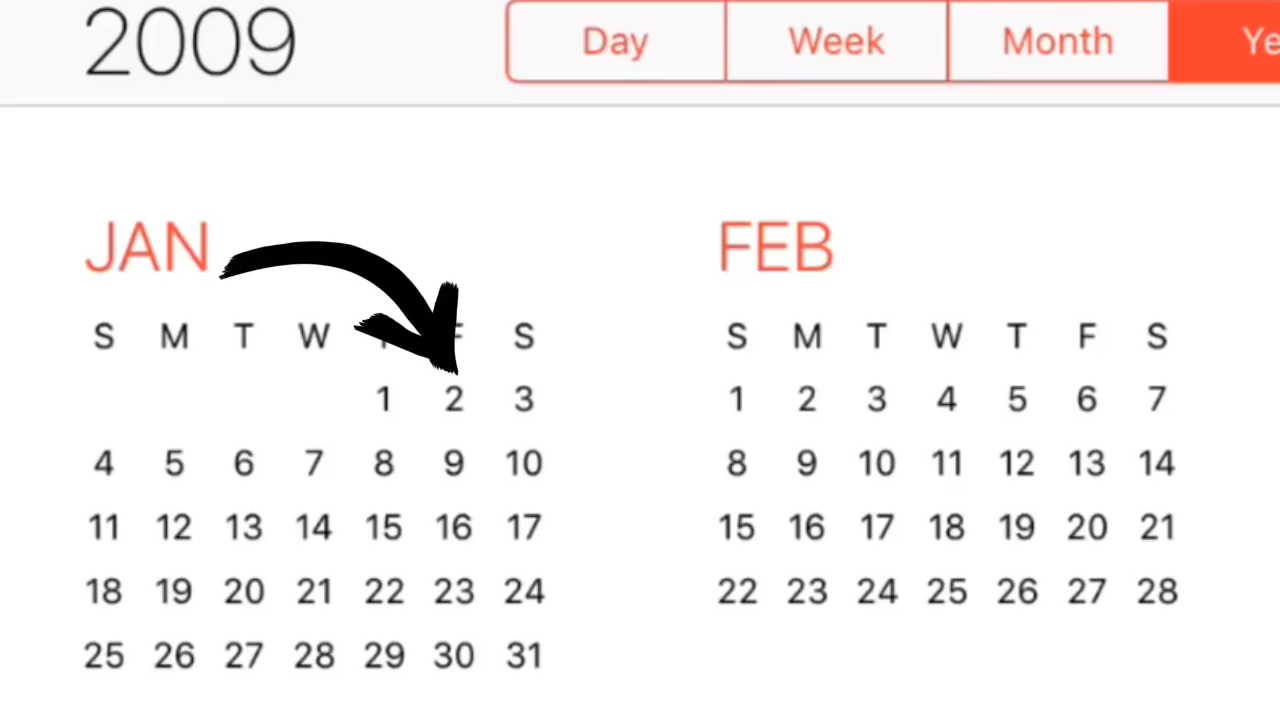 2009 Day Week Month Ye
JAN
S M T W F S
1 2 3
4 5 6 7 8 9 10
11 12 13 14 15 16 17
18 19 20 21 22 23 24
25 26 27 28 29 30 31
FEB
S M T W T F S
1 2 3 4 5 6 7
8 9 10 11 12 13 14
15 16 17 18 19 20 21
22 23 24 25 26 27 28